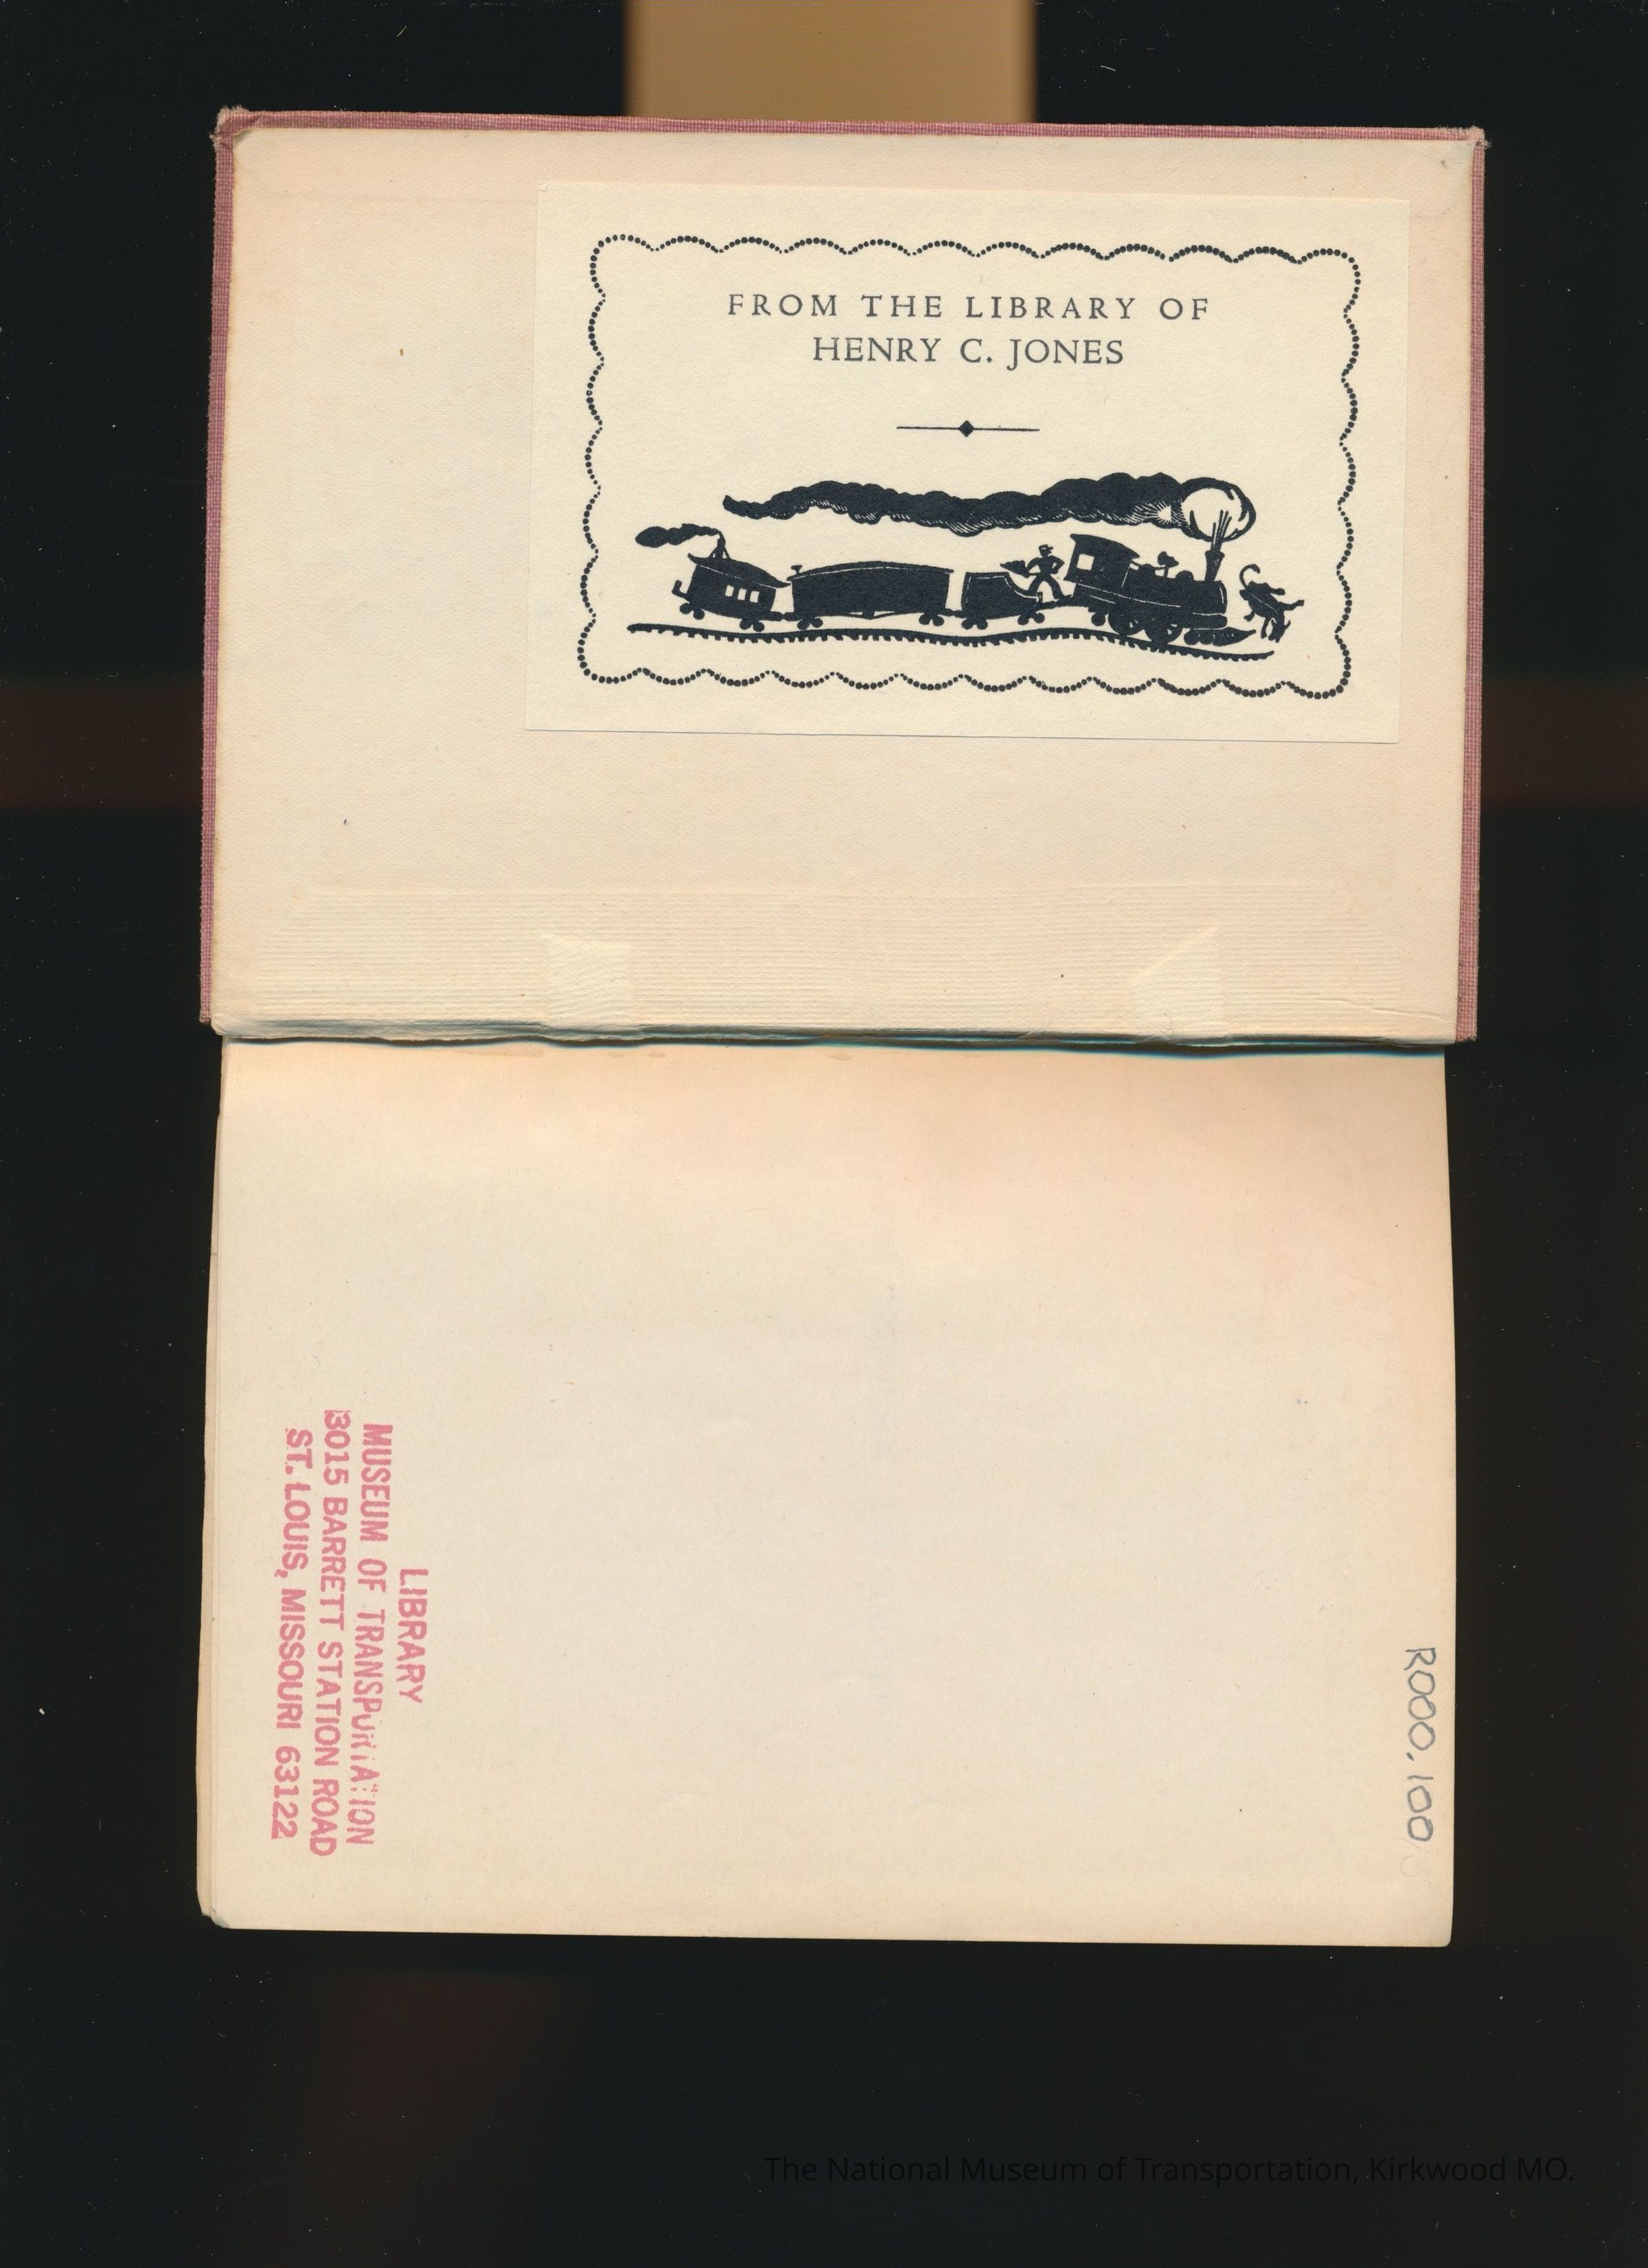 FROM THE LIBRARY OF
HENRY C. JONES
LIBRARY
MUSEUM OF TRANSPORTATION
3015 BARRETT STATION ROAD
ST. LOUIS, MISSOURI 63122
R000.100
The National Museum of Transportation, Kirkwood MO.